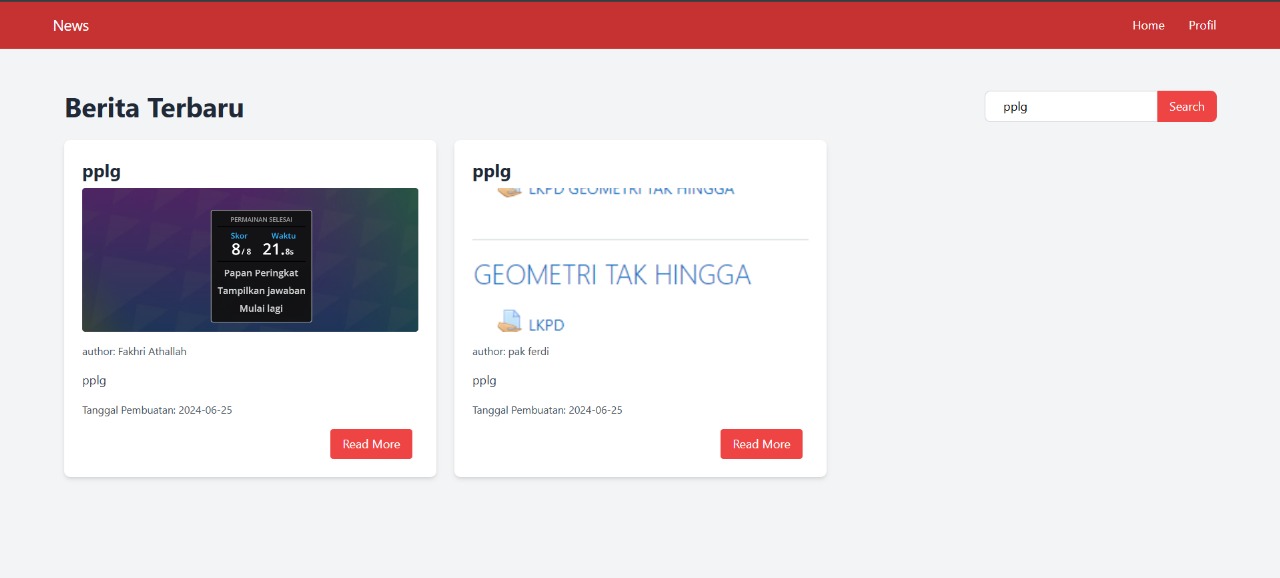 News
Home
Profil
Berita Terbaru
pplg
Search
pplg
PERMAINAN SELESAI
Skor Waktu
8/8 21.8s
Papan Peringkat
Tampilkan jawaban
Mulai lagi
author: Fakhri Athallah
pplg
Tanggal Pembuatan: 2024-06-25
Read More
pplg
LKPD GEOMETRI TAK HINGGA
GEOMETRI TAK HINGGA
LKPD
author: pak ferdi
pplg
Tanggal Pembuatan: 2024-06-25
Read More